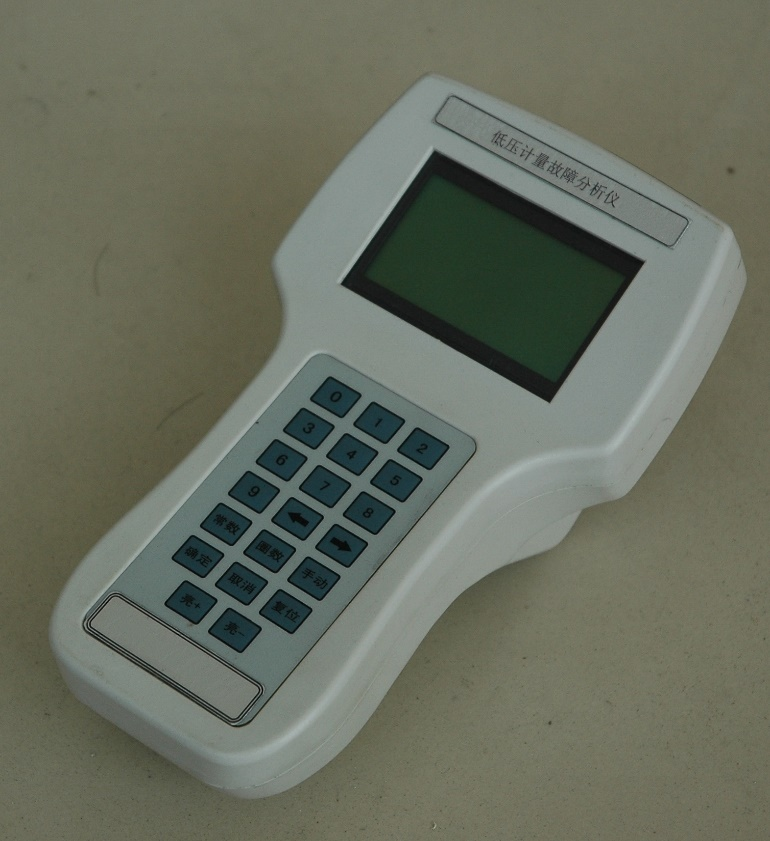 低压计量故障分析仪
0 1 2
3 4 5
6 7 8
9 ← →
常数 圈数 手动
确定 取消 复位
亮+ 亮-